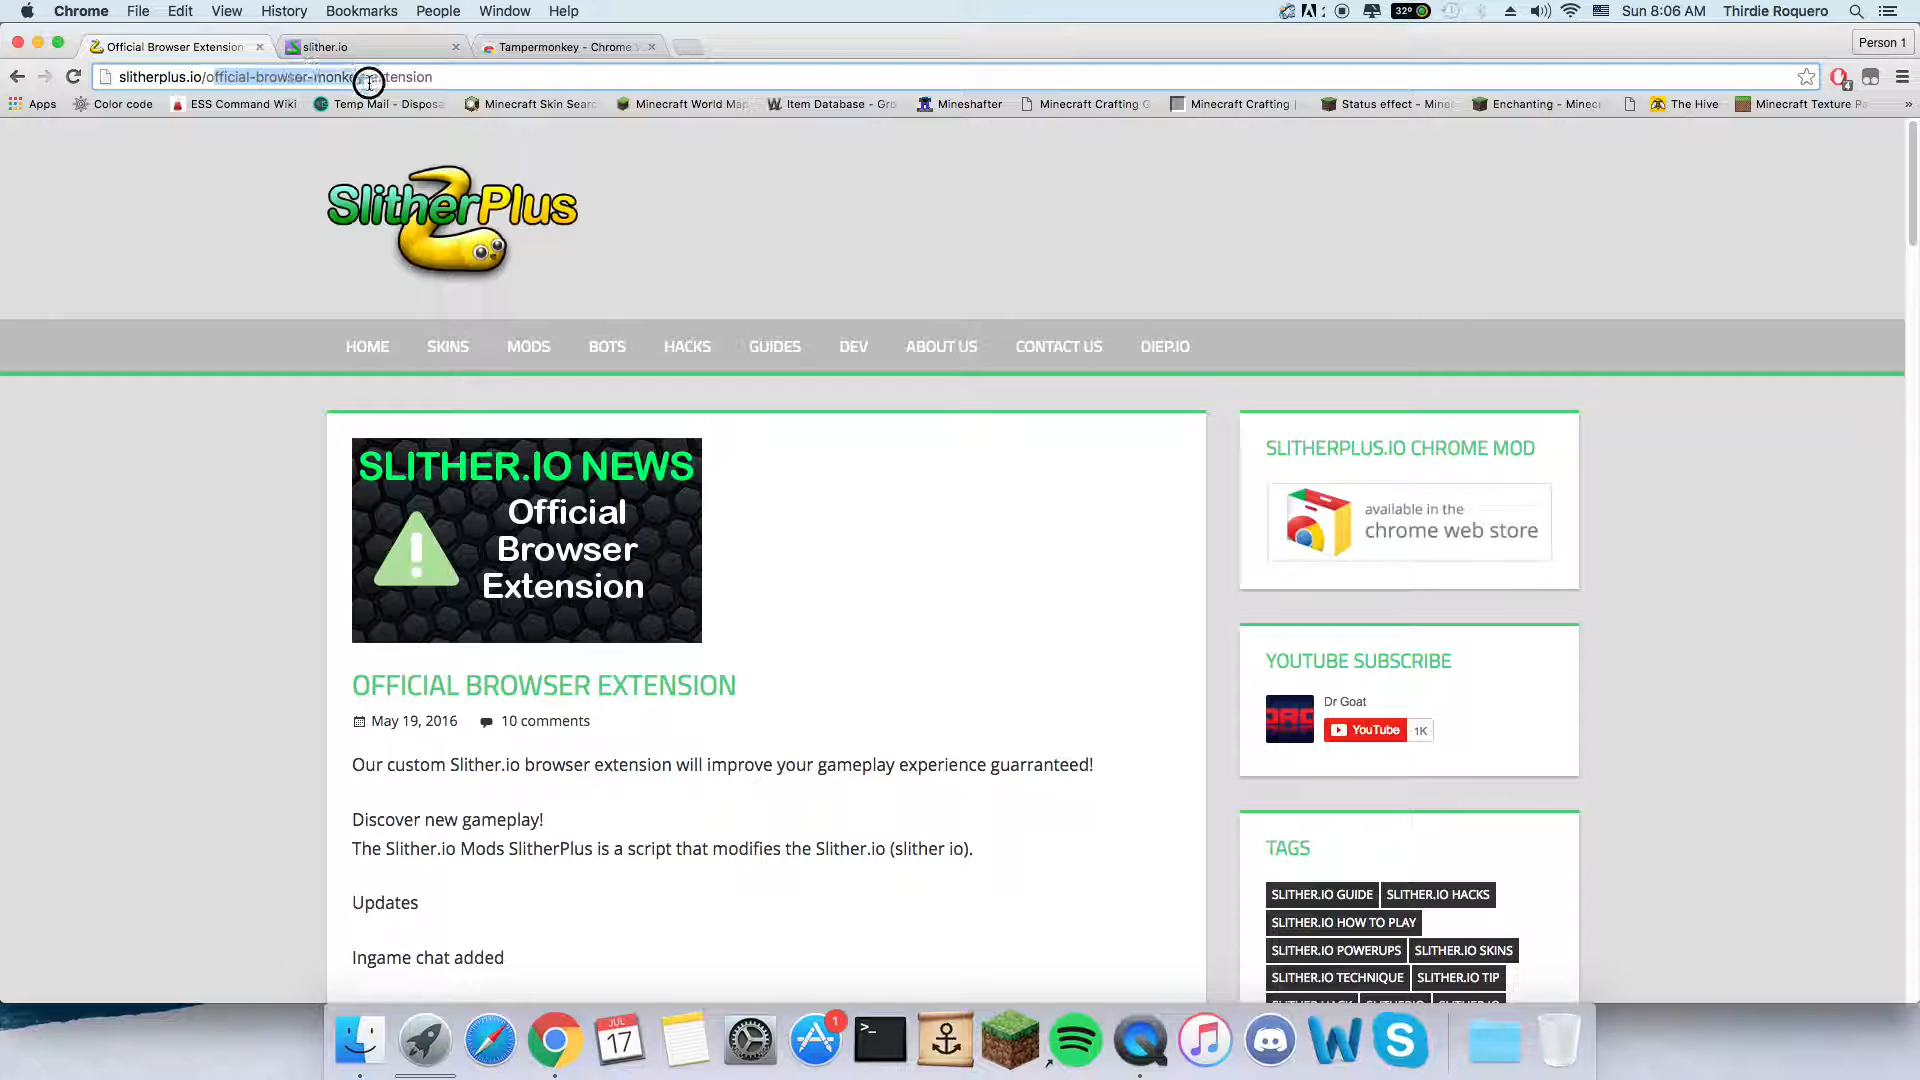 Chrome File Edit View History Bookmarks People Window Help 32° Sun 8:06 AM Thirdie Roquero
Official Browser Extension slither.io Tampermonkey - Chrome Person 1
slitherplus.io/official-browser-monkey-extension
Apps Color code ESS Command Wiki Temp Mail - Disposa Minecraft Skin Searc Minecraft World Map Item Database - Gro Mineshafter Minecraft Crafting G Minecraft Crafting | Status effect - Mine Enchanting - Minec The Hive Minecraft Texture Pa »
SlitherPlus
HOME SKINS MODS BOTS HACKS GUIDES DEV ABOUT US CONTACT US DIEP.IO
SLITHER.IO NEWS
Official
Browser
Extension
OFFICIAL BROWSER EXTENSION
May 19, 2016 10 comments
Our custom Slither.io browser extension will improve your gameplay experience guarranteed!
Discover new gameplay!
The Slither.io Mods SlitherPlus is a script that modifies the Slither.io (slither io).
Updates
Ingame chat added
SLITHERPLUS.IO CHROME MOD
available in the
chrome web store
YOUTUBE SUBSCRIBE
Dr Goat
YouTube 1K
TAGS
SLITHER.IO GUIDE SLITHER.IO HACKS
SLITHER.IO HOW TO PLAY
SLITHER.IO POWERUPS SLITHER.IO SKINS
SLITHER.IO TECHNIQUE SLITHER.IO TIP
JUL
17
1